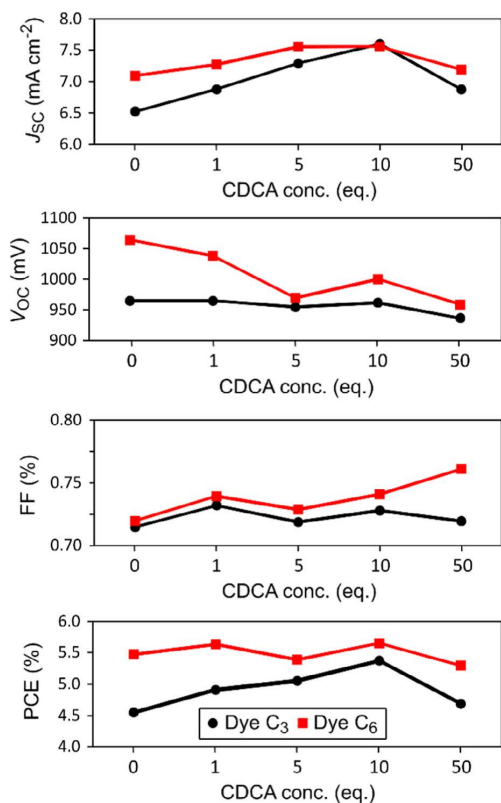 8.0
7.5
7.0
6.5
6.0
J_SC (mA cm⁻²)
0 1 5 10 50
CDCA conc. (eq.)
1100
1050
1000
950
900
V_OC (mV)
0 1 5 10 50
CDCA conc. (eq.)
0.80
0.75
0.70
FF (%)
0 1 5 10 50
CDCA conc. (eq.)
6.0
5.5
5.0
4.5
4.0
PCE (%)
Dye C₃ Dye C₆
0 1 5 10 50
CDCA conc. (eq.)